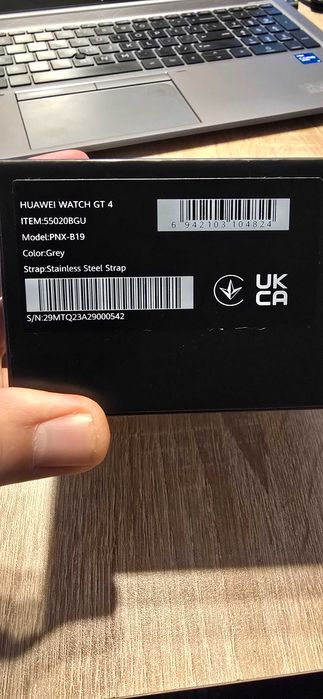 HUAWEI WATCH GT 4
ITEM:55020BGU
Model:PNX-B19
Color:Grey
Strap:Stainless Steel Strap
6 942103 104824
S/N:29MTQ23A29000542
UK
CA